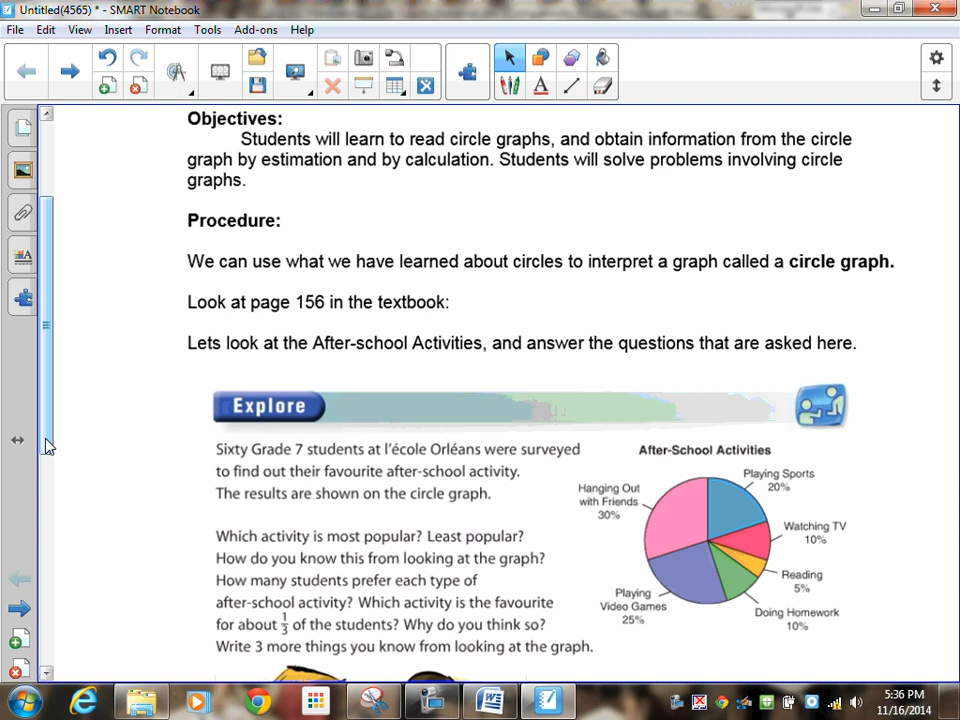 Untitled(4565) * - SMART Notebook
File Edit View Insert Format Tools Add-ons Help
Objectives:
Students will learn to read circle graphs, and obtain information from the circle
graph by estimation and by calculation. Students will solve problems involving circle
graphs.
Procedure:
We can use what we have learned about circles to interpret a graph called a circle graph.
Look at page 156 in the textbook:
Lets look at the After-school Activities, and answer the questions that are asked here.
Explore
Sixty Grade 7 students at l'école Orléans were surveyed
to find out their favourite after-school activity.
The results are shown on the circle graph.
Which activity is most popular? Least popular?
How do you know this from looking at the graph?
How many students prefer each type of
after-school activity? Which activity is the favourite
for about 1/3 of the students? Why do you think so?
Write 3 more things you know from looking at the graph.
After-School Activities
Playing Sports
20%
Hanging Out
with Friends
30%
Watching TV
10%
Reading
5%
Playing
Video Games
25%
Doing Homework
10%
5:36 PM
11/16/2014